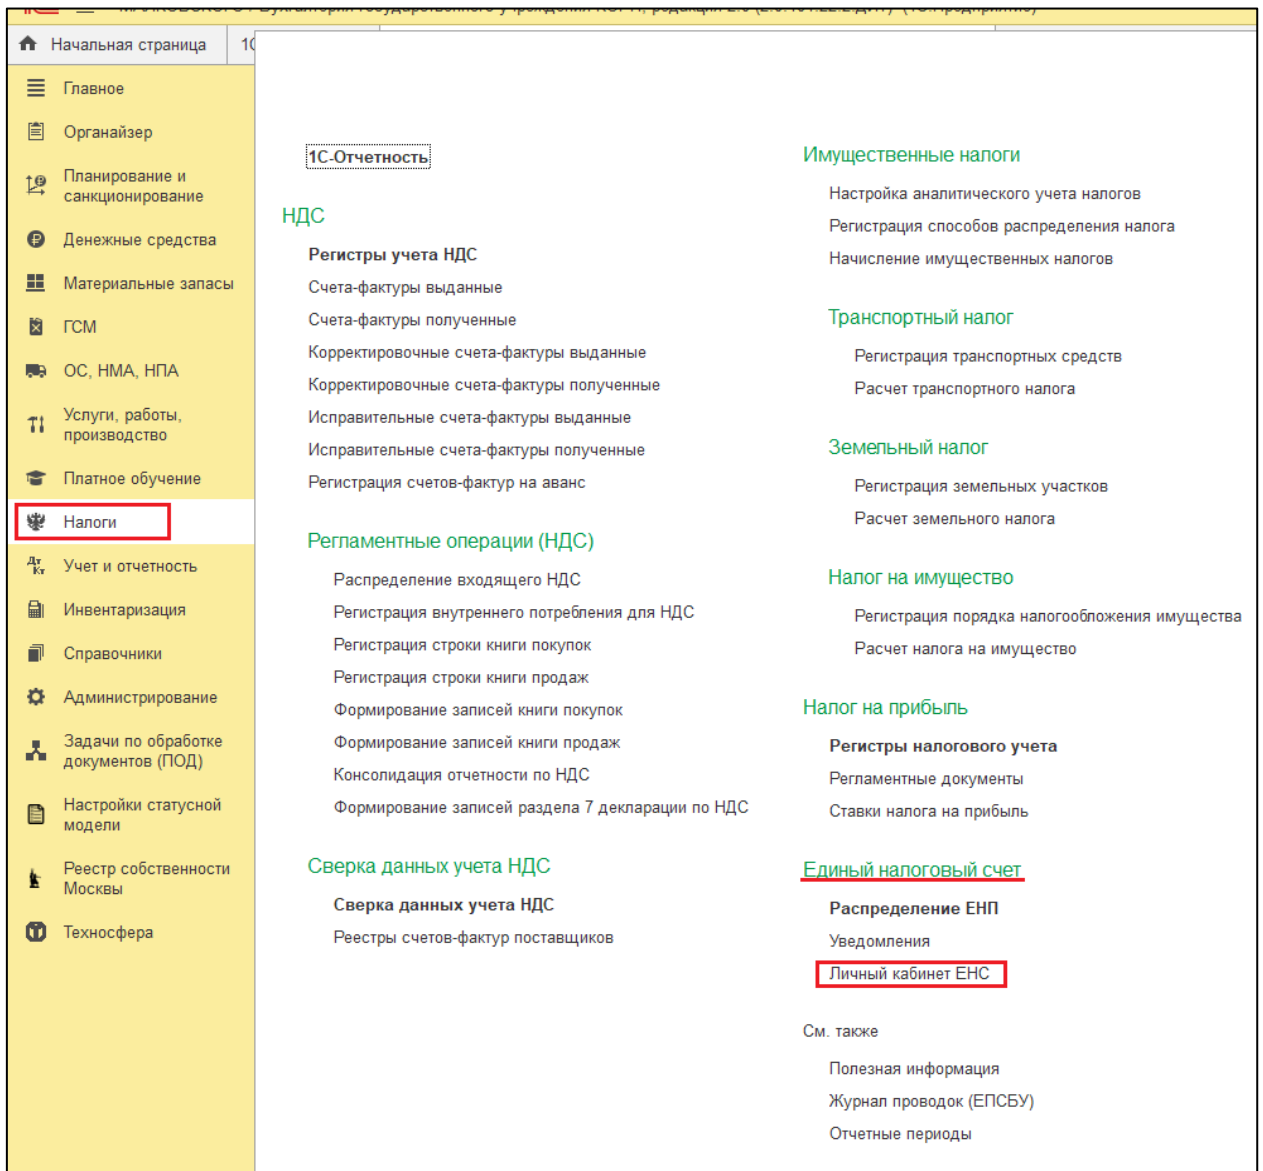 Начальная страница
Главное
Органайзер
Планирование и
санкционирование
Денежные средства
Материальные запасы
ГСМ
ОС, НМА, НПА
Услуги, работы,
производство
Платное обучение
Налоги
Учет и отчетность
Инвентаризация
Справочники
Администрирование
Задачи по обработке
документов (ПОД)
Настройки статусной
модели
Реестр собственности
Москвы
Техносфера
1С-Отчетность
НДС
Регистры учета НДС
Счета-фактуры выданные
Счета-фактуры полученные
Корректировочные счета-фактуры выданные
Корректировочные счета-фактуры полученные
Исправительные счета-фактуры выданные
Исправительные счета-фактуры полученные
Регистрация счетов-фактур на аванс
Регламентные операции (НДС)
Распределение входящего НДС
Регистрация внутреннего потребления для НДС
Регистрация строки книги покупок
Регистрация строки книги продаж
Формирование записей книги покупок
Формирование записей книги продаж
Консолидация отчетности по НДС
Формирование записей раздела 7 декларации по НДС
Сверка данных учета НДС
Сверка данных учета НДС
Реестры счетов-фактур поставщиков
Имущественные налоги
Настройка аналитического учета налогов
Регистрация способов распределения налога
Начисление имущественных налогов
Транспортный налог
Регистрация транспортных средств
Расчет транспортного налога
Земельный налог
Регистрация земельных участков
Расчет земельного налога
Налог на имущество
Регистрация порядка налогообложения имущества
Расчет налога на имущество
Налог на прибыль
Регистры налогового учета
Регламентные документы
Ставки налога на прибыль
Единый налоговый счет
Распределение ЕНП
Уведомления
Личный кабинет ЕНС
См. также
Полезная информация
Журнал проводок (ЕПСБУ)
Отчетные периоды